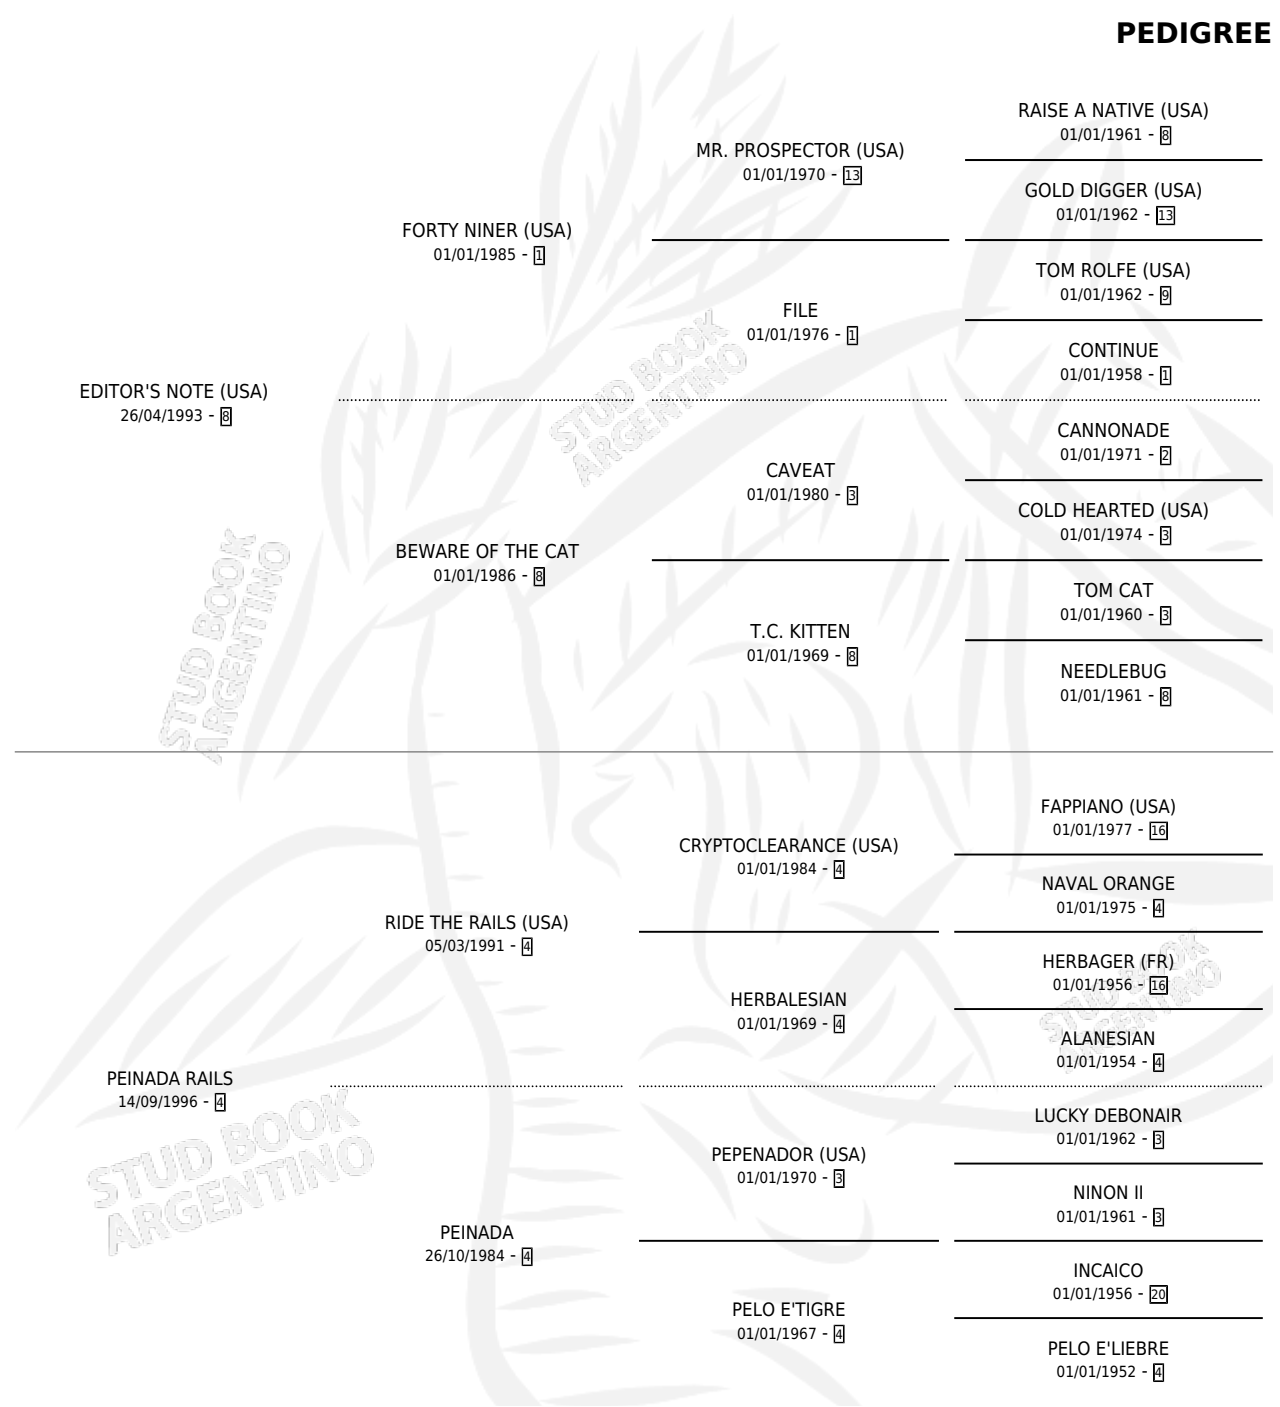 PEDIGREE
RAISE A NATIVE (USA)
01/01/1961 - 8
MR. PROSPECTOR (USA)
01/01/1970 - 13
GOLD DIGGER (USA)
01/01/1962 - 13
FORTY NINER (USA)
01/01/1985 - 1
TOM ROLFE (USA)
01/01/1962 - 9
FILE
01/01/1976 - 1
CONTINUE
01/01/1958 - 1
EDITOR'S NOTE (USA)
26/04/1993 - 8
CANNONADE
01/01/1971 - 2
CAVEAT
01/01/1980 - 3
COLD HEARTED (USA)
01/01/1974 - 3
BEWARE OF THE CAT
01/01/1986 - 8
TOM CAT
01/01/1960 - 3
T.C. KITTEN
01/01/1969 - 8
NEEDLEBUG
01/01/1961 - 8
STUD BOOK
ARGENTINO
STUD BOOK
ARGENTINO
FAPPIANO (USA)
01/01/1977 - 16
CRYPTOCLEARANCE (USA)
01/01/1984 - 4
NAVAL ORANGE
01/01/1975 - 4
RIDE THE RAILS (USA)
05/03/1991 - 4
HERBAGER (FR)
01/01/1956 - 16
HERBALESIAN
01/01/1969 - 4
ALANESIAN
01/01/1954 - 4
STUD BOOK
ARGENTINO
PEINADA RAILS
14/09/1996 - 4
STUD BOOK
ARGENTINO
LUCKY DEBONAIR
01/01/1962 - 3
PEPENADOR (USA)
01/01/1970 - 3
NINON II
01/01/1961 - 3
PEINADA
26/10/1984 - 4
INCAICO
01/01/1956 - 20
PELO E'TIGRE
01/01/1967 - 4
PELO E'LIEBRE
01/01/1952 - 4